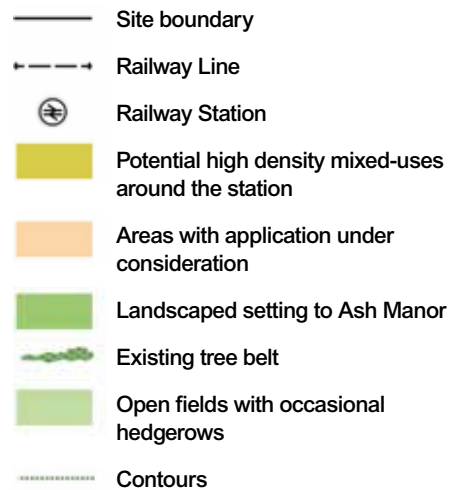 Site boundary
Railway Line
Railway Station
Potential high density mixed-uses
around the station
Areas with application under
consideration
Landscaped setting to Ash Manor
Existing tree belt
Open fields with occasional
hedgerows
Contours